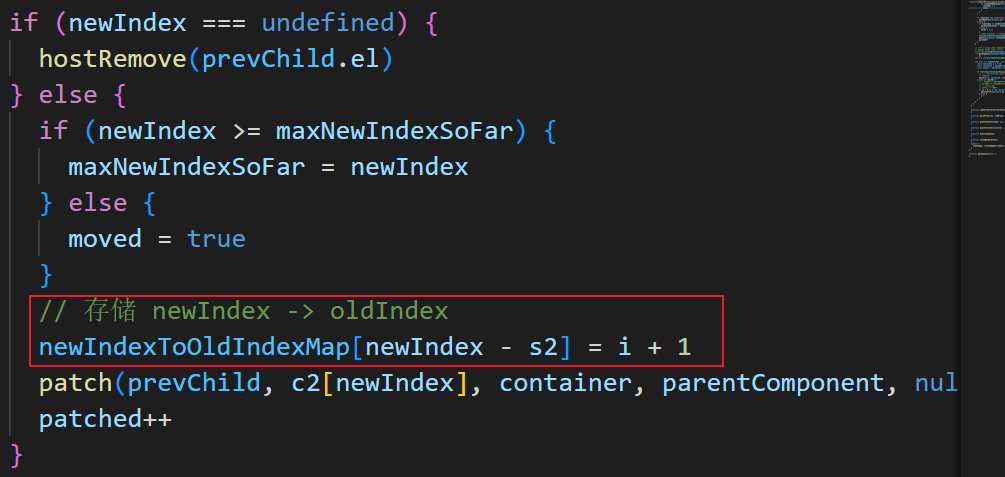 if (newIndex === undefined) {
hostRemove(prevChild.el)
} else {
if (newIndex >= maxNewIndexSoFar) {
maxNewIndexSoFar = newIndex
} else {
moved = true
}
// 存储 newIndex -> oldIndex
newIndexToOldIndexMap[newIndex - s2] = i + 1
patch(prevChild, c2[newIndex], container, parentComponent, nul
patched++
}